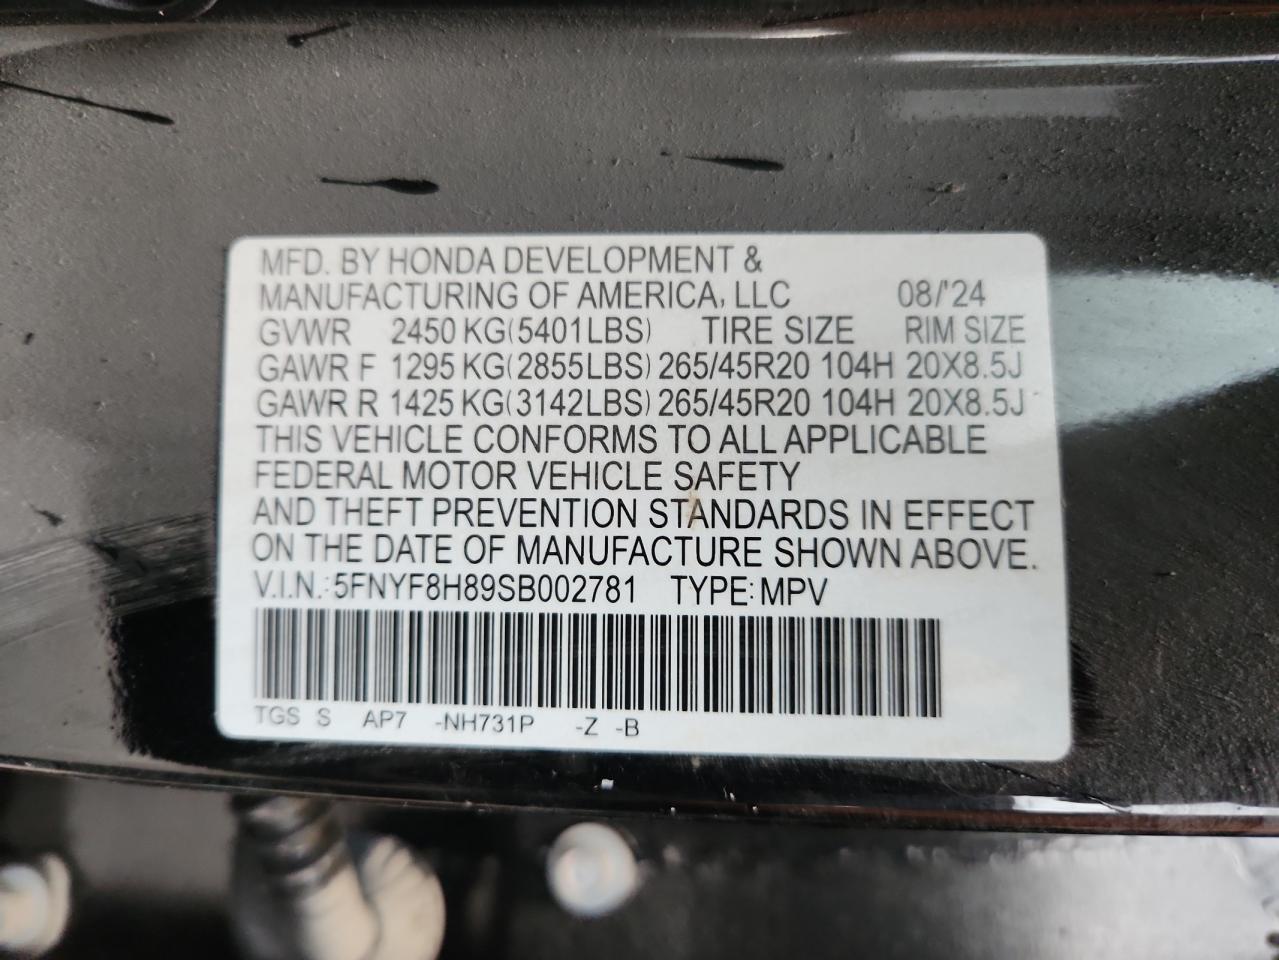 MFD. BY HONDA DEVELOPMENT &
MANUFACTURING OF AMERICA, LLC 08/'24
GVWR 2450 KG(5401LBS) TIRE SIZE RIM SIZE
GAWR F 1295 KG(2855LBS) 265/45R20 104H 20X8.5J
GAWR R 1425 KG(3142LBS) 265/45R20 104H 20X8.5J
THIS VEHICLE CONFORMS TO ALL APPLICABLE
FEDERAL MOTOR VEHICLE SAFETY
AND THEFT PREVENTION STANDARDS IN EFFECT
ON THE DATE OF MANUFACTURE SHOWN ABOVE.
V.I.N.:5FNYF8H89SB002781 TYPE:MPV
TGS S AP7 -NH731P -Z -B